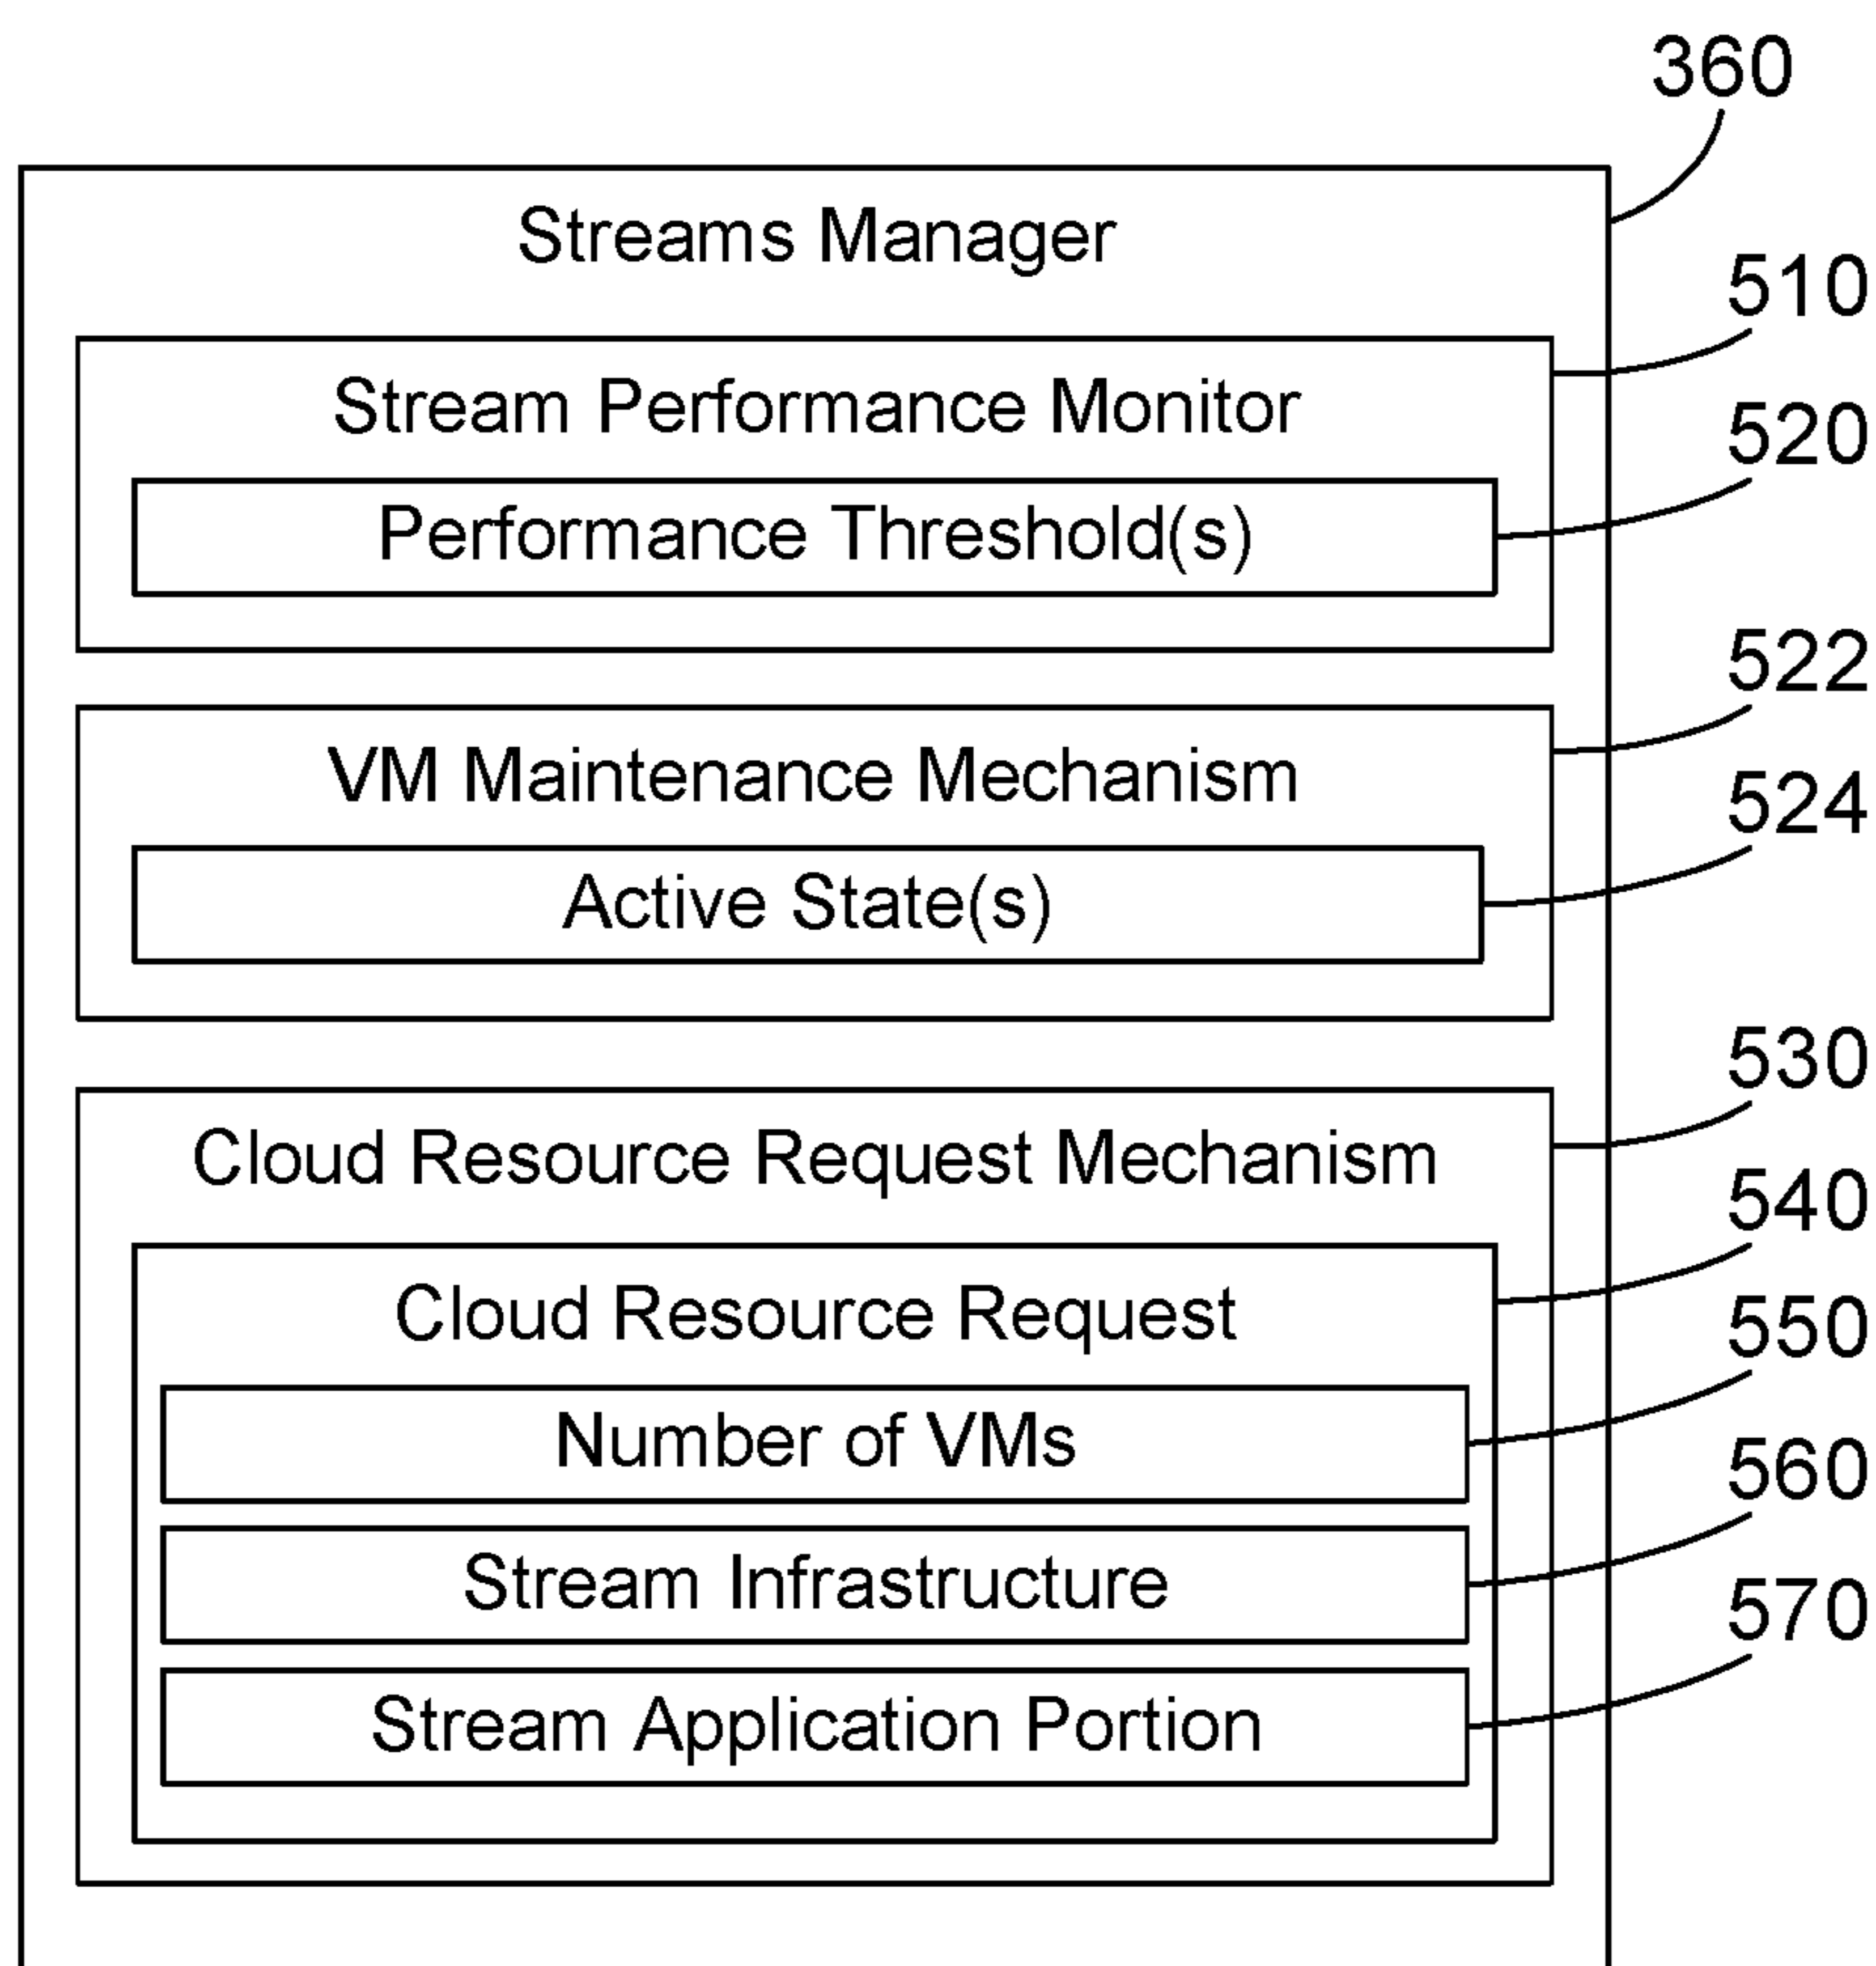 360
Streams Manager
510
Stream Performance Monitor
520
Performance Threshold(s)
522
VM Maintenance Mechanism
524
Active State(s)
530
Cloud Resource Request Mechanism
540
Cloud Resource Request
550
Number of VMs
560
Stream Infrastructure
570
Stream Application Portion